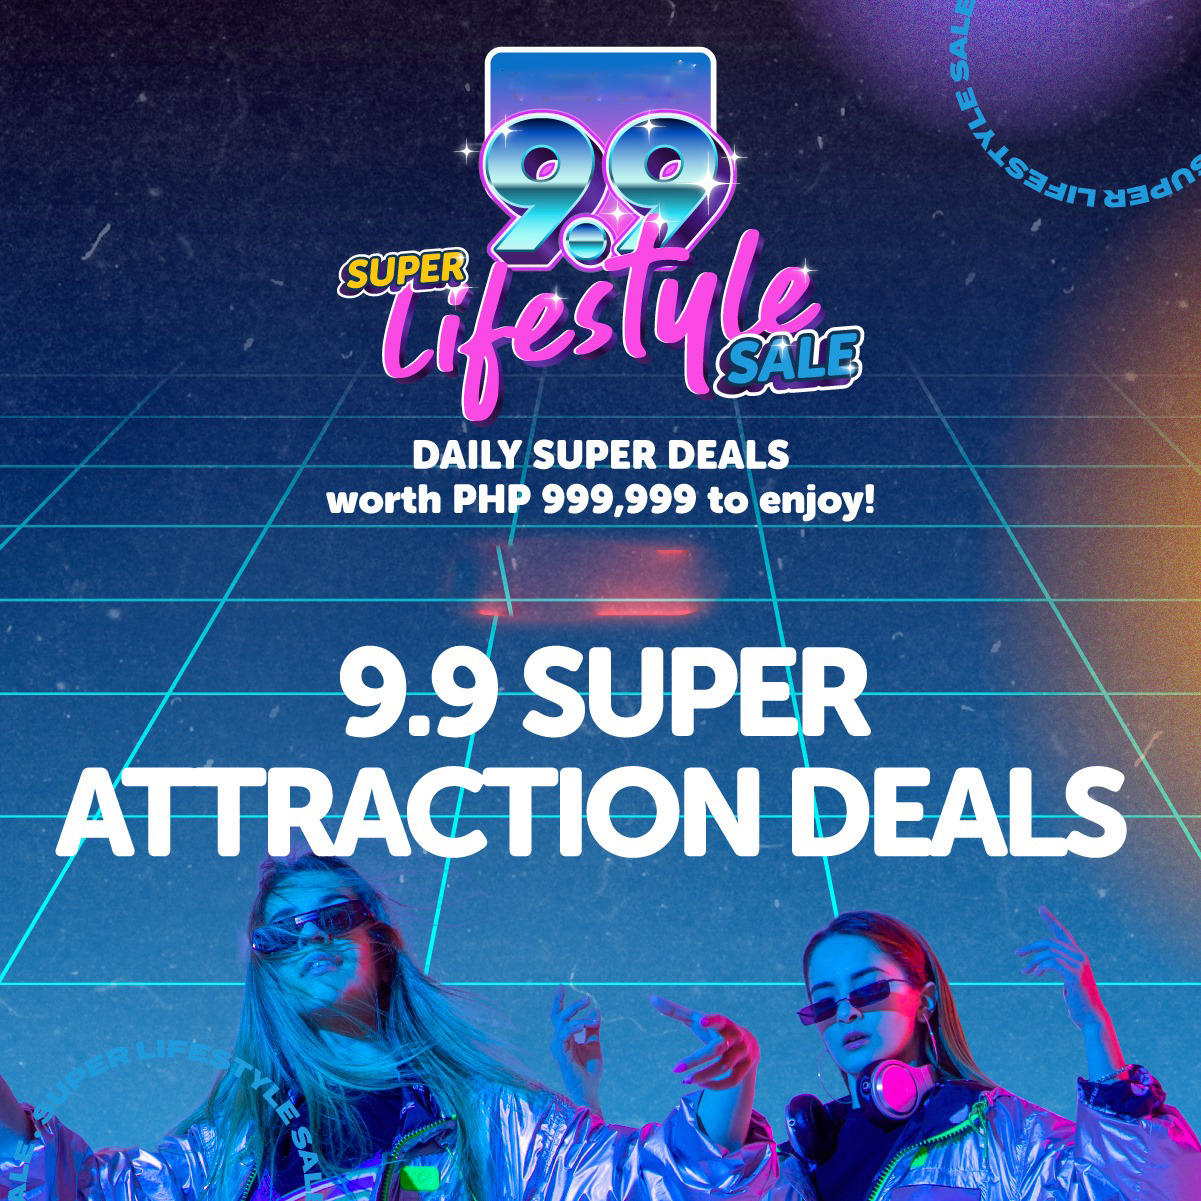 SUPER LIFESTYLE SALE
9.9
SUPER
Lifestyle
SALE
DAILY SUPER DEALS
worth PHP 999,999 to enjoy!
9.9 SUPER
ATTRACTION DEALS
SUPER LIFESTYLE SALE